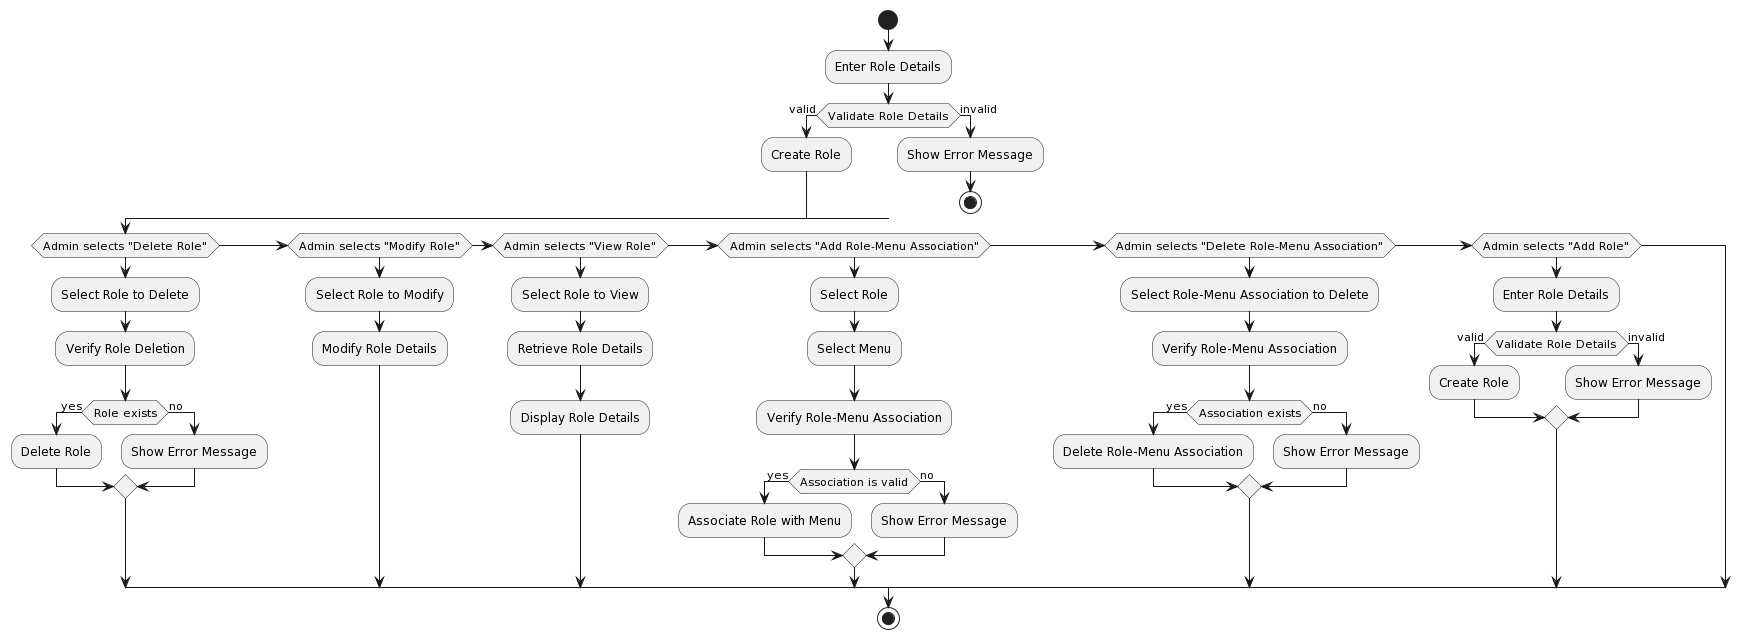 Enter Role Details
valid
Validate Role Details
invalid
Create Role
Show Error Message
Admin selects "Delete Role"
Admin selects "Modify Role"
Admin selects "View Role"
Admin selects "Add Role-Menu Association"
Admin selects "Delete Role-Menu Association"
Admin selects "Add Role"
Select Role to Delete
Select Role to Modify
Select Role to View
Select Role
Select Role-Menu Association to Delete
Enter Role Details
Verify Role Deletion
Modify Role Details
Retrieve Role Details
Select Menu
Verify Role-Menu Association
valid
Validate Role Details
invalid
Create Role
Show Error Message
yes
Role exists
no
Display Role Details
Verify Role-Menu Association
yes
Association exists
no
Delete Role
Show Error Message
Delete Role-Menu Association
Show Error Message
yes
Association is valid
no
Associate Role with Menu
Show Error Message